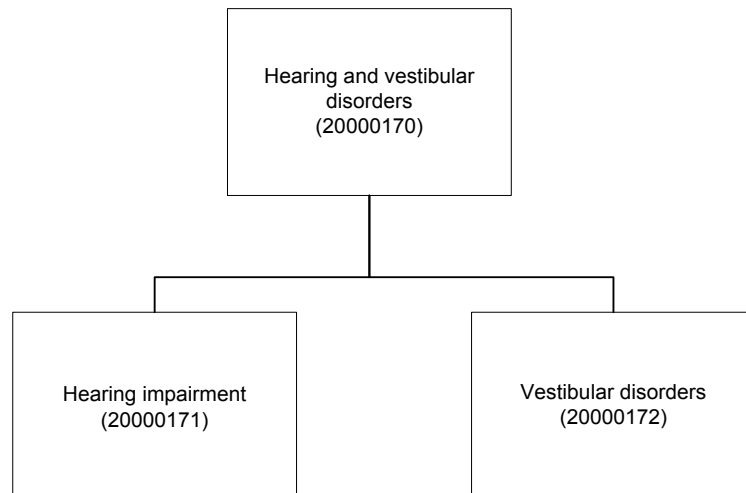 Hearing and vestibular
disorders
(20000170)
Hearing impairment
(20000171)
Vestibular disorders
(20000172)